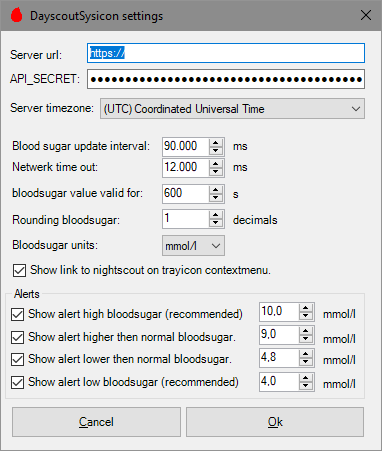 DayscoutSysicon settings
Server url: https://
API_SECRET: ●●●●●●●●●●●●●●●●●●●●●●●●●●●●●●●●●●●●●●●
Server timezone: (UTC) Coordinated Universal Time
Blood sugar update interval: 90.000 ms
Netwerk time out: 12.000 ms
bloodsugar value valid for: 600 s
Rounding bloodsugar: 1 decimals
Bloodsugar units: mmol/l
Show link to nightscout on trayicon contextmenu.
Alerts
Show alert high bloodsugar (recommended) 10,0 mmol/l
Show alert higher then normal bloodsugar. 9,0 mmol/l
Show alert lower then normal bloodsugar. 4,8 mmol/l
Show alert low bloodsugar (recommended) 4,0 mmol/l
Cancel Ok